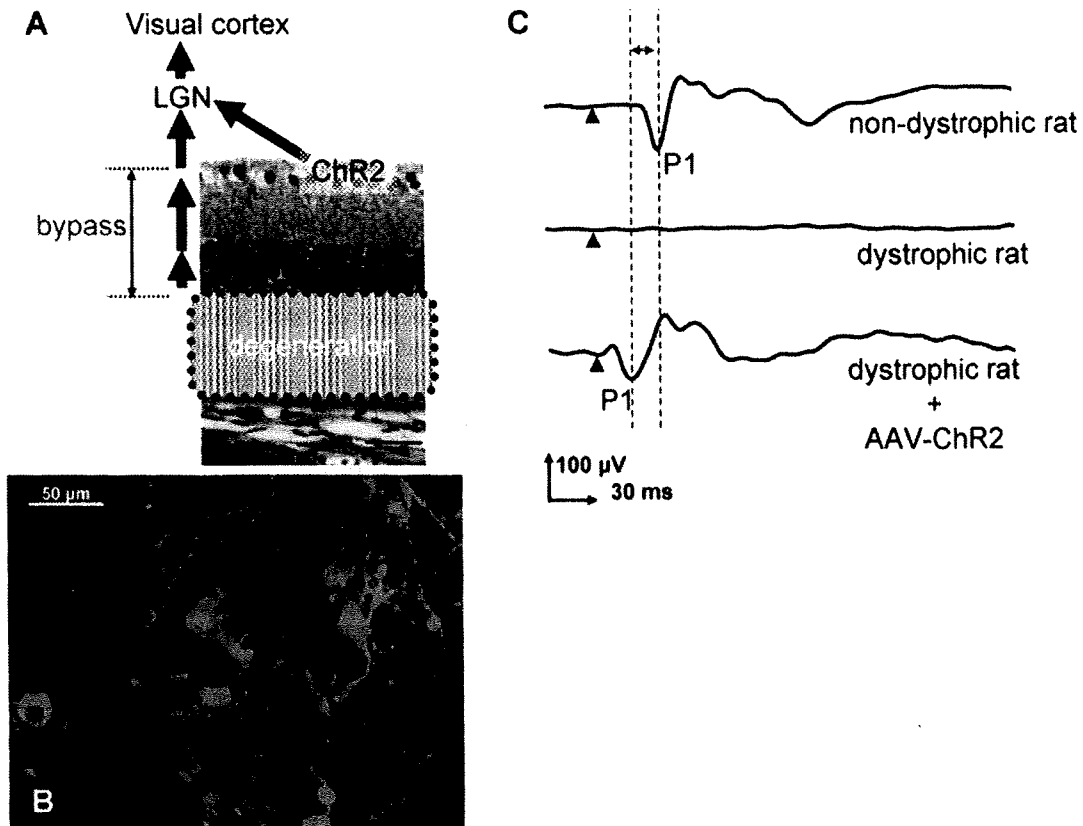 A
Visual cortex
LGN
ChR2
bypass
degeneration
50 μm
B
C
non-dystrophic rat
P1
dystrophic rat
P1
dystrophic rat
+
AAV-ChR2
100 μV
30 ms